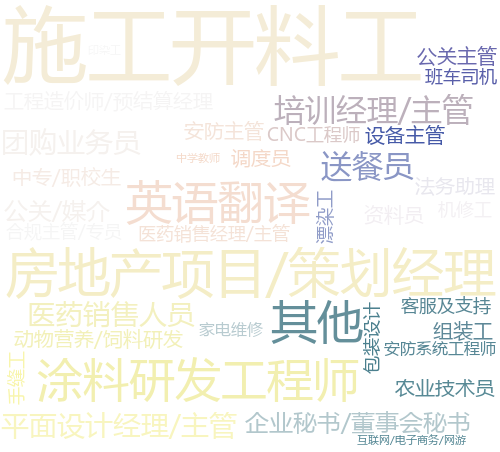 施工开料工
公关主管
班车司机
工程造价师/预结算经理
培训经理/主管
团购业务员
安防主管
CNC工程师
设备主管
中学教师
调度员
送餐员
中专/职校生
英语翻译
法务助理
公关/媒介
漂染工
资料员
机修工
合规主管/专员
医药销售经理/主管
房地产项目/策划经理
医药销售人员
家电维修
其他
包装设计
客服及支持
组装工
动物营养/饲料研发
安防系统工程师
手缝工
涂料研发工程师
农业技术员
平面设计经理/主管
企业秘书/董事会秘书
互联网/电子商务/网游